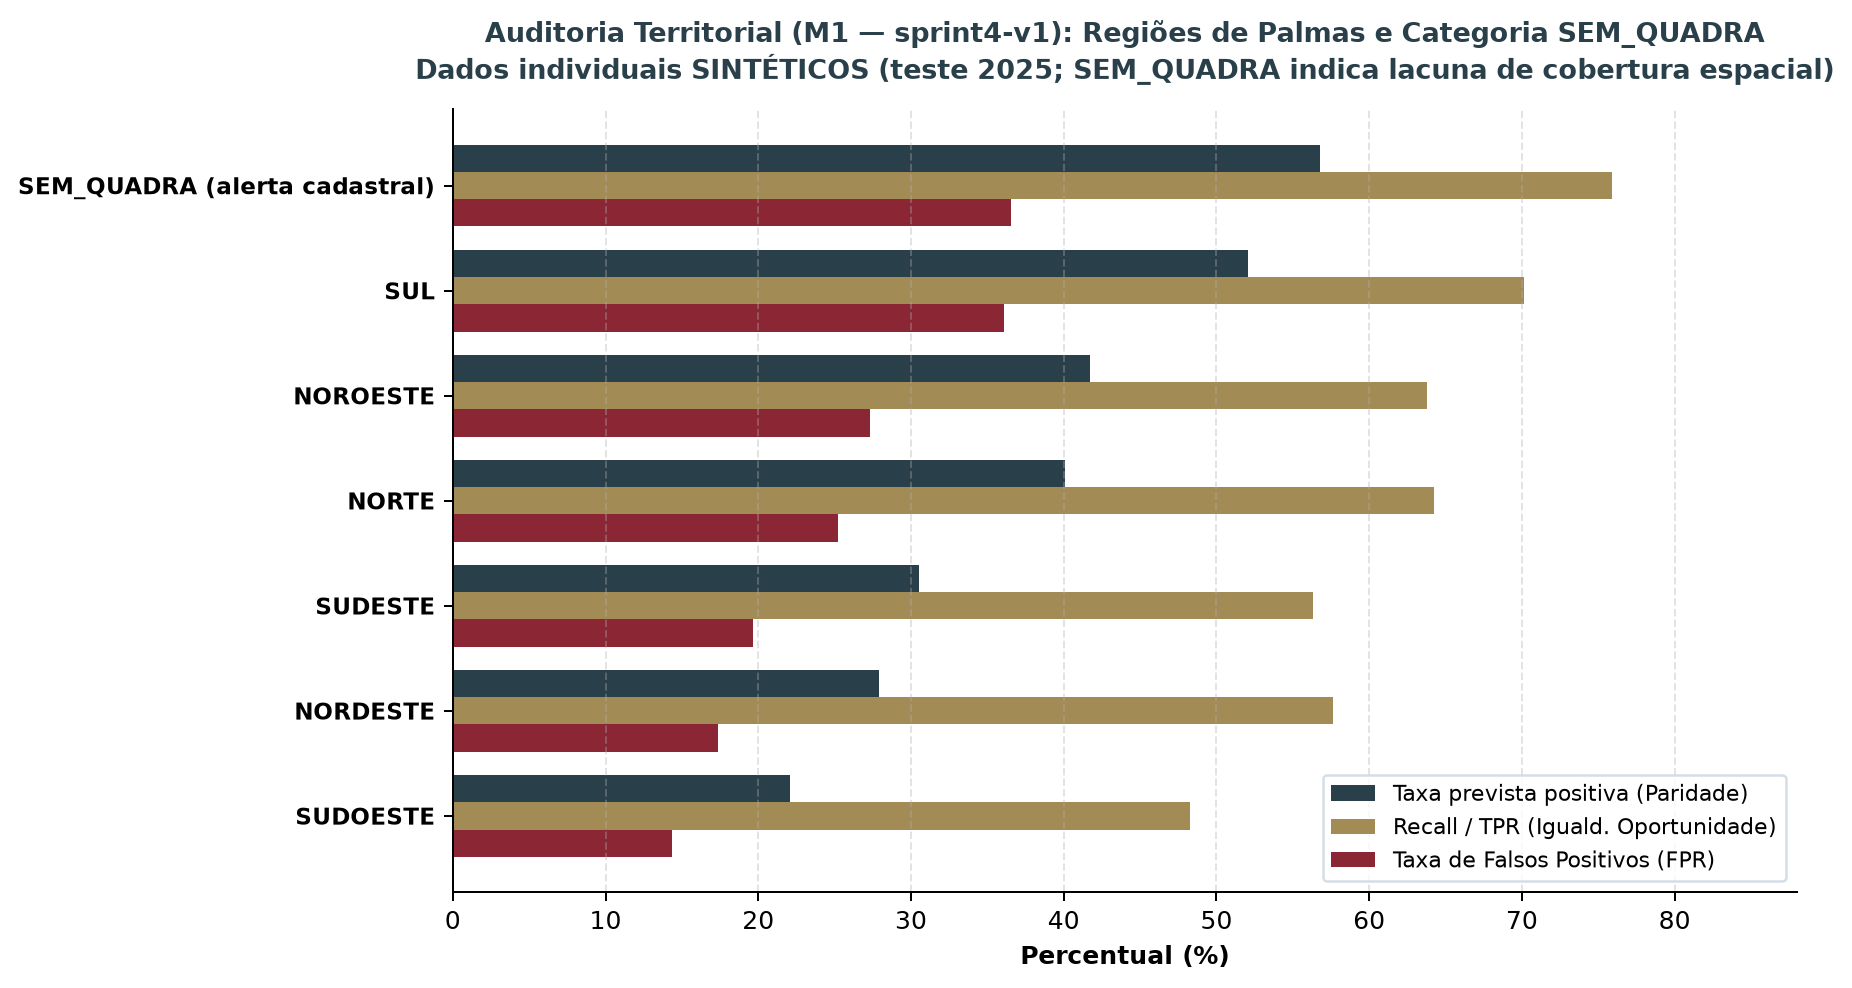 Auditoria Territorial (M1 — sprint4-v1): Regiões de Palmas e Categoria SEM_QUADRA
Dados individuais SINTÉTICOS (teste 2025; SEM_QUADRA indica lacuna de cobertura espacial)
SEM_QUADRA (alerta cadastral)
SUL
NOROESTE
NORTE
SUDESTE
NORDESTE
SUDOESTE
Taxa prevista positiva (Paridade)
Recall / TPR (Iguald. Oportunidade)
Taxa de Falsos Positivos (FPR)
0 10 20 30 40 50 60 70 80
Percentual (%)